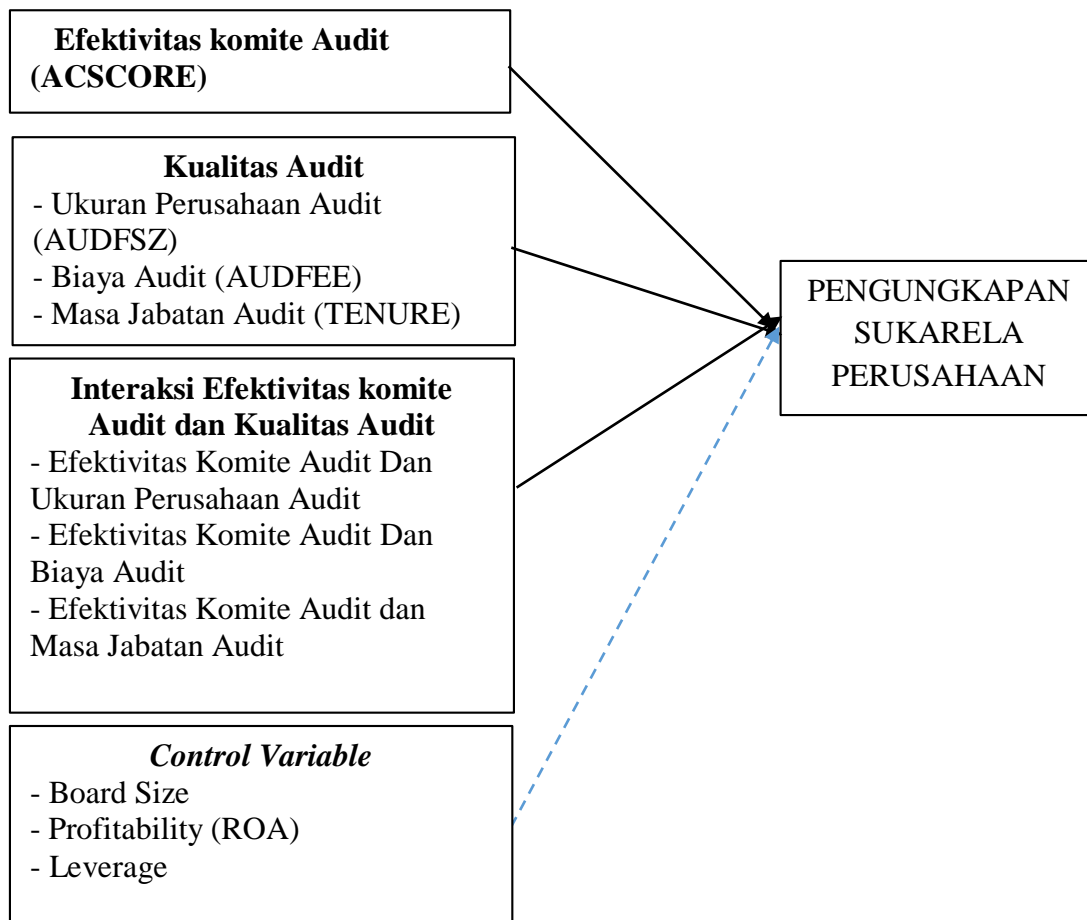 Efektivitas komite Audit
(ACSCORE)
Kualitas Audit
- Ukuran Perusahaan Audit
(AUDFSZ)
- Biaya Audit (AUDFEE)
- Masa Jabatan Audit (TENURE)
Interaksi Efektivitas komite
Audit dan Kualitas Audit
- Efektivitas Komite Audit Dan
Ukuran Perusahaan Audit
- Efektivitas Komite Audit Dan
Biaya Audit
- Efektivitas Komite Audit dan
Masa Jabatan Audit
Control Variable
- Board Size
- Profitability (ROA)
- Leverage
PENGUNGKAPAN
SUKARELA
PERUSAHAAN